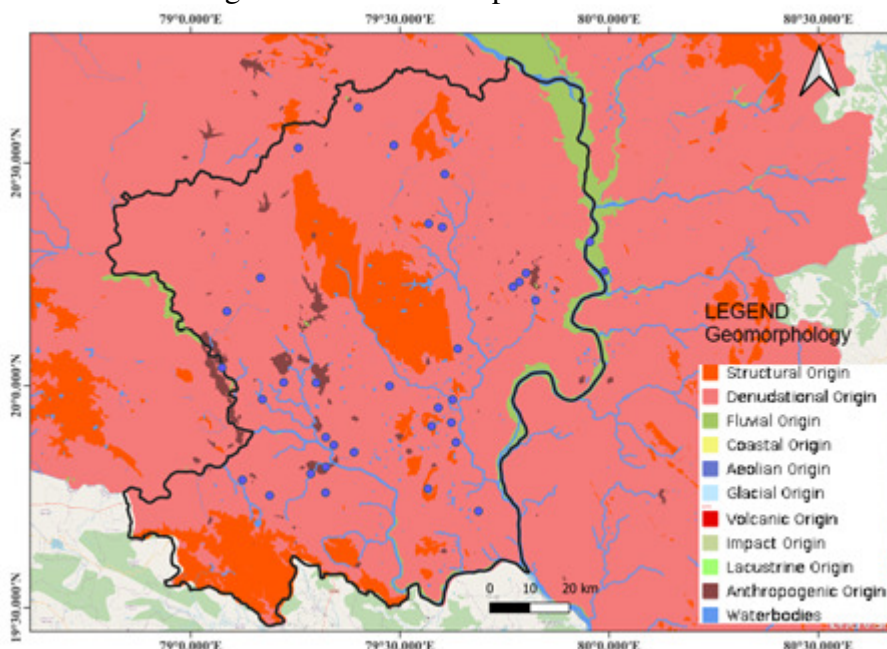 79°0.000'E 79°30.000'E 80°0.000'E 80°30.000'E
20°30.000'N
20°0.000'N
19°30.000'N
LEGEND
Geomorphology
Structural Origin
Denudational Origin
Fluvial Origin
Coastal Origin
Aeolian Origin
Glacial Origin
Volcanic Origin
Impact Origin
Lacustrine Origin
Anthropogenic Origin
Waterbodies
0 10 20 km
79°0.000'E 79°30.000'E 80°0.000'E 80°30.000'E